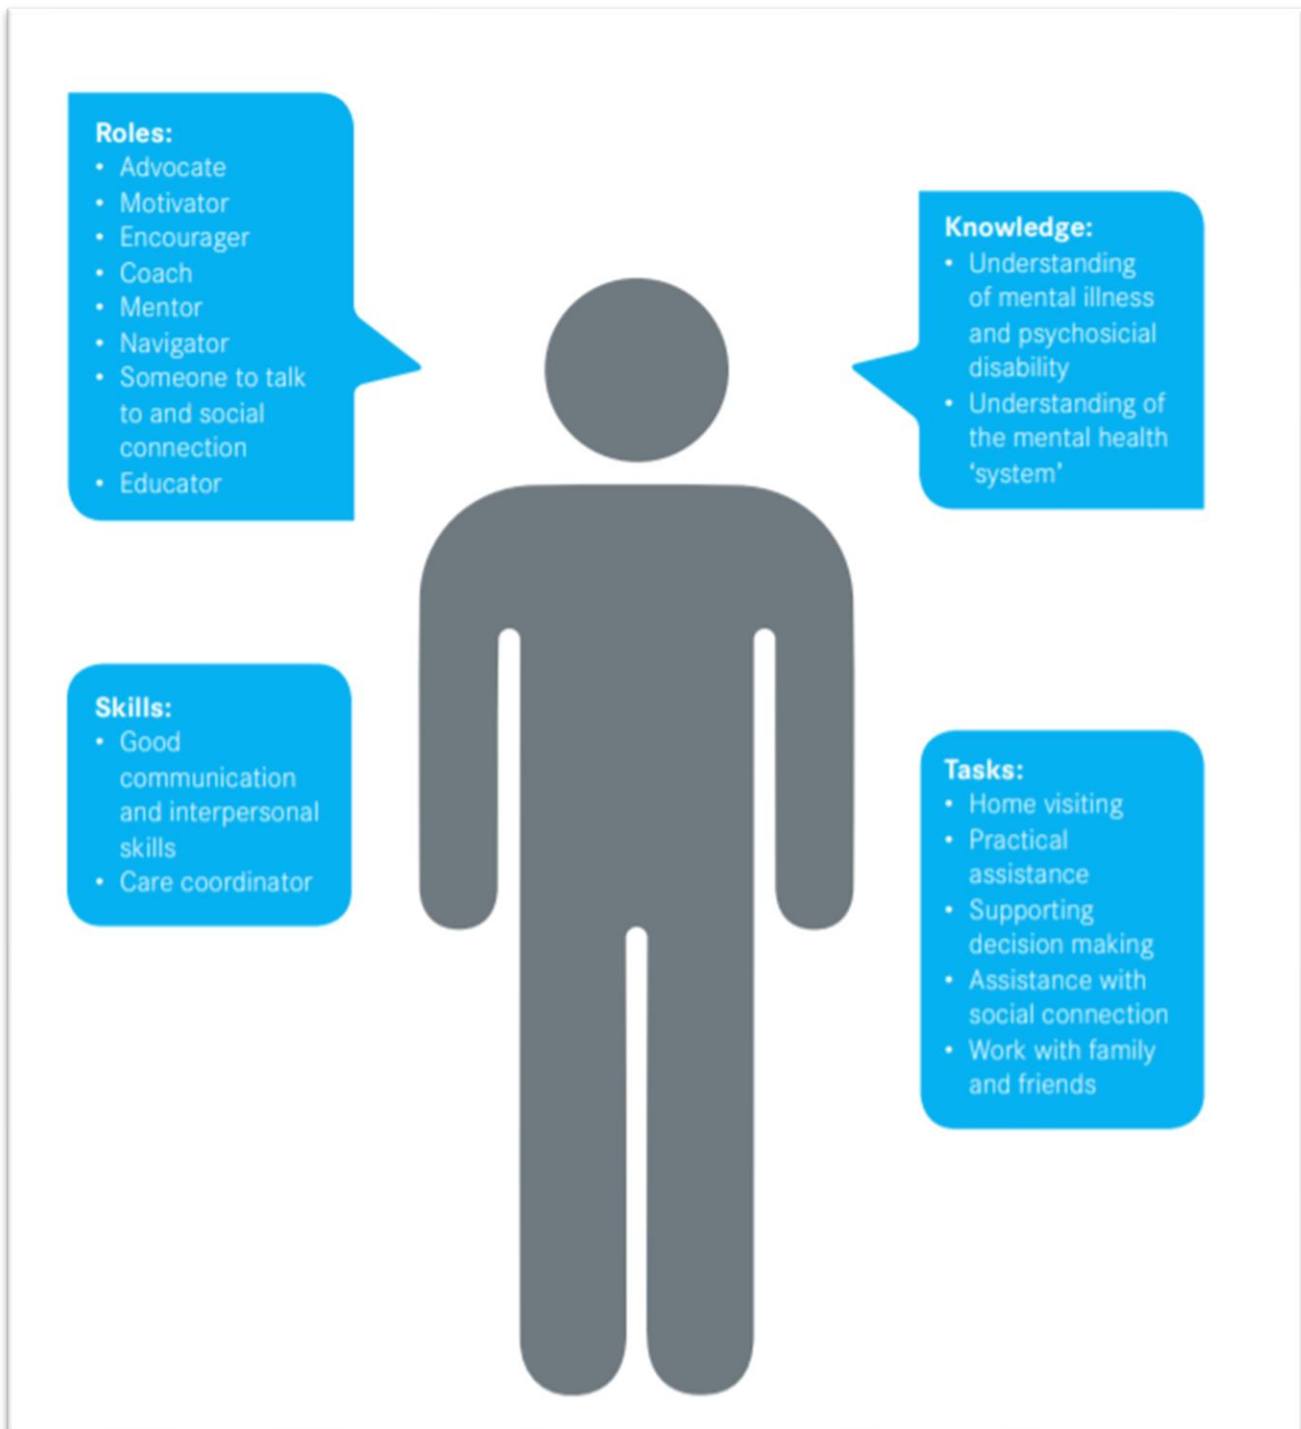 Roles:
• Advocate
• Motivator
• Encourager
• Coach
• Mentor
• Navigator
• Someone to talk
to and social
connection
• Educator
Knowledge:
• Understanding
of mental illness
and psychosicial
disability
• Understanding of
the mental health
‘system’
Skills:
• Good
communication
and interpersonal
skills
• Care coordinator
Tasks:
• Home visiting
• Practical
assistance
• Supporting
decision making
• Assistance with
social connection
• Work with family
and friends